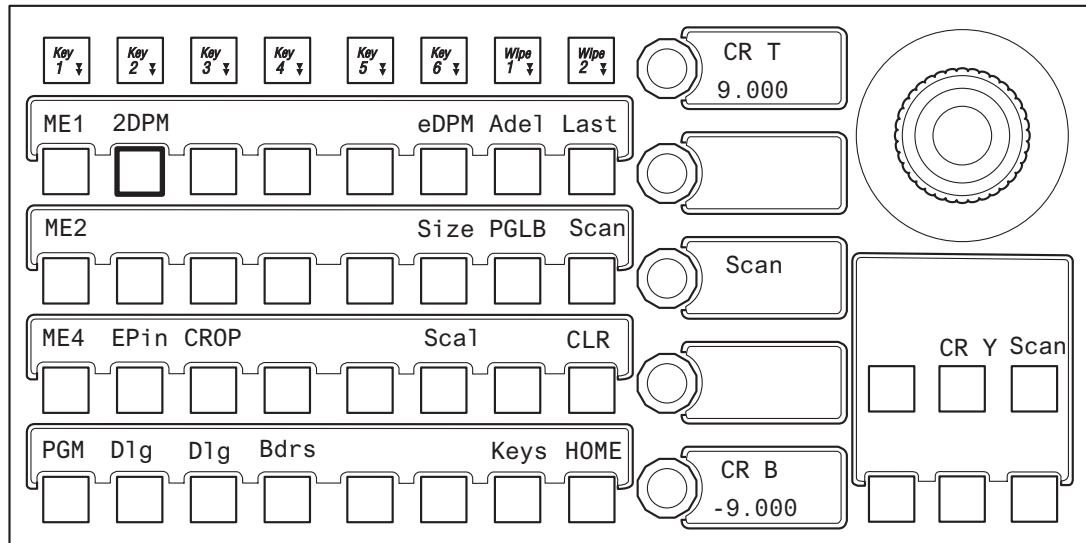 Key 1 Key 2 Key 3 Key 4 Key 5 Key 6 Wipe 1 Wipe 2
CR T
9.000
ME1 2DPM eDPM Adel Last
ME2 Size PGLB Scan
Scan
ME4 EPin CROP Scal CLR
CR Y Scan
PGM Dlg Dlg Bdrs Keys HOME
CR B
-9.000